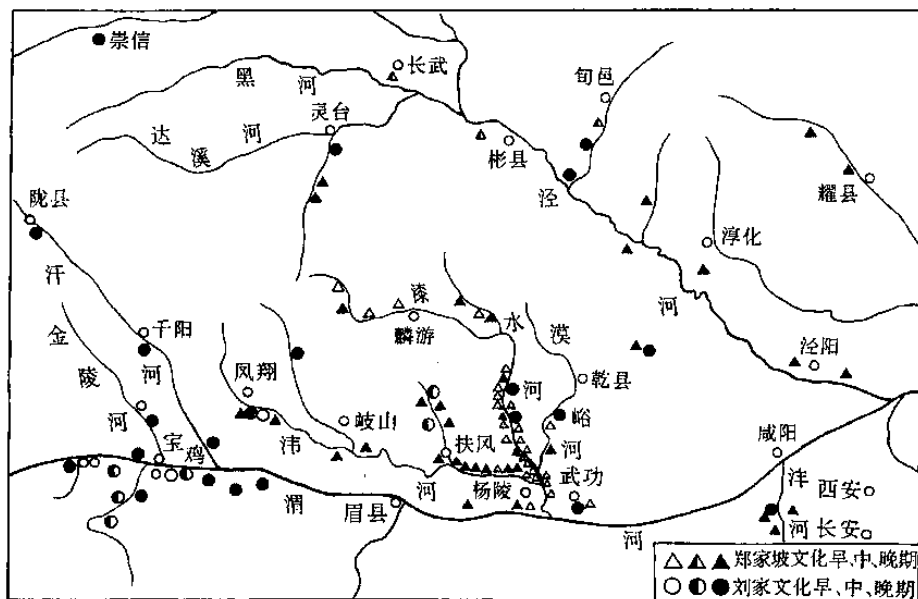 崇信
长武
黑河
旬邑
灵台
达溪河
彬县
泾河
耀县
陇县
淳化
汧河
金陵河
漆水河
漠峪河
麟游
千阳
泾阳
凤翔
乾县
岐山
扶风
咸阳
宝鸡
沣河
武功
西安
杨陵
渭河
眉县
长安
沣河
郑家坡文化早、中、晚期
刘家文化早、中、晚期